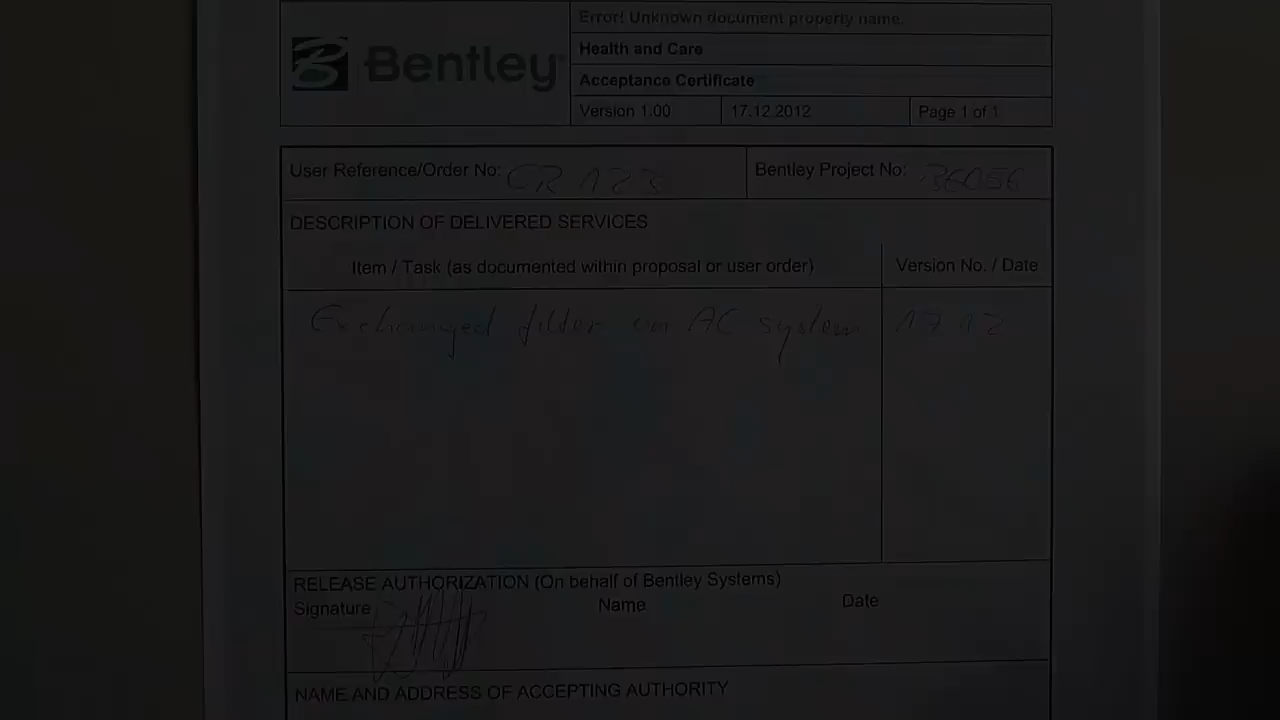 Error! Unknown document property name.
Bentley
Health and Care
Acceptance Certificate
Version 1.00 17.12.2012 Page 1 of 1
User Reference/Order No: CR 123 Bentley Project No: 36056
DESCRIPTION OF DELIVERED SERVICES
Item / Task (as documented within proposal or user order) Version No. / Date
Exchanged filter on AC system 17.12
RELEASE AUTHORIZATION (On behalf of Bentley Systems)
Signature Name Date
NAME AND ADDRESS OF ACCEPTING AUTHORITY